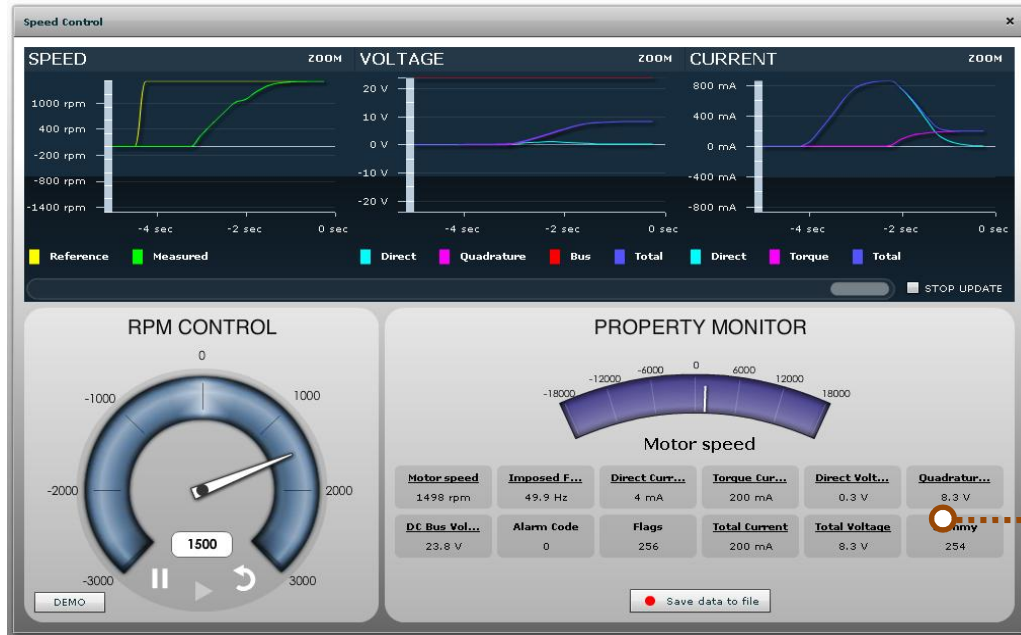 Speed Control
SPEED ZOOM VOLTAGE ZOOM CURRENT ZOOM
1000 rpm
400 rpm
-200 rpm
-800 rpm
-1400 rpm
-4 sec -2 sec 0 sec
20 V
10 V
0 V
-10 V
-20 V
-4 sec -2 sec 0 sec
800 mA
400 mA
0 mA
-400 mA
-800 mA
-4 sec -2 sec 0 sec
Reference Measured
Direct Quadrature Bus Total
Direct Torque Total
STOP UPDATE
RPM CONTROL
0
-1000 1000
-2000 2000
-3000 3000
1500
DEMO
PROPERTY MONITOR
-18000 -12000 -6000 0 6000 12000 18000
Motor speed
Motor speed Imposed F... Direct Curr... Torque Cur... Direct Volt... Quadratur...
1498 rpm 49.9 Hz 4 mA 200 mA 0.3 V 8.3 V
DC Bus Vol... Alarm Code Flags Total Current Total Voltage
23.8 V 0 256 200 mA 8.3 V 254
Save data to file